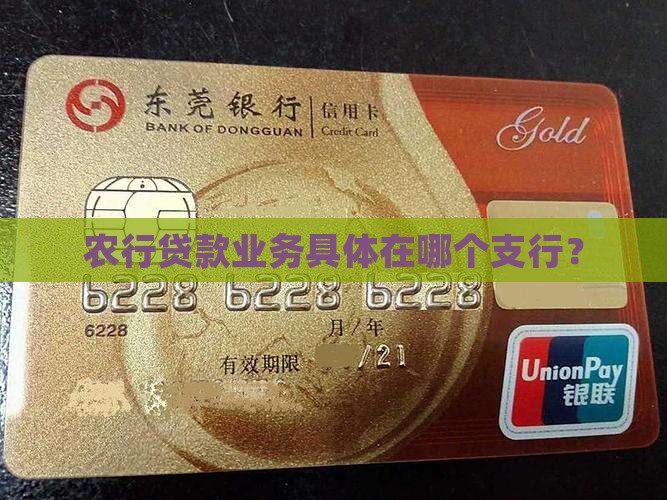 东莞银行 信用卡
BANK OF DONGGUAN Credit Card
Gold
农行贷款业务具体在哪个支行？
6228 6228 6228
6228
月/年
有效期限 /21
UnionPay
银联